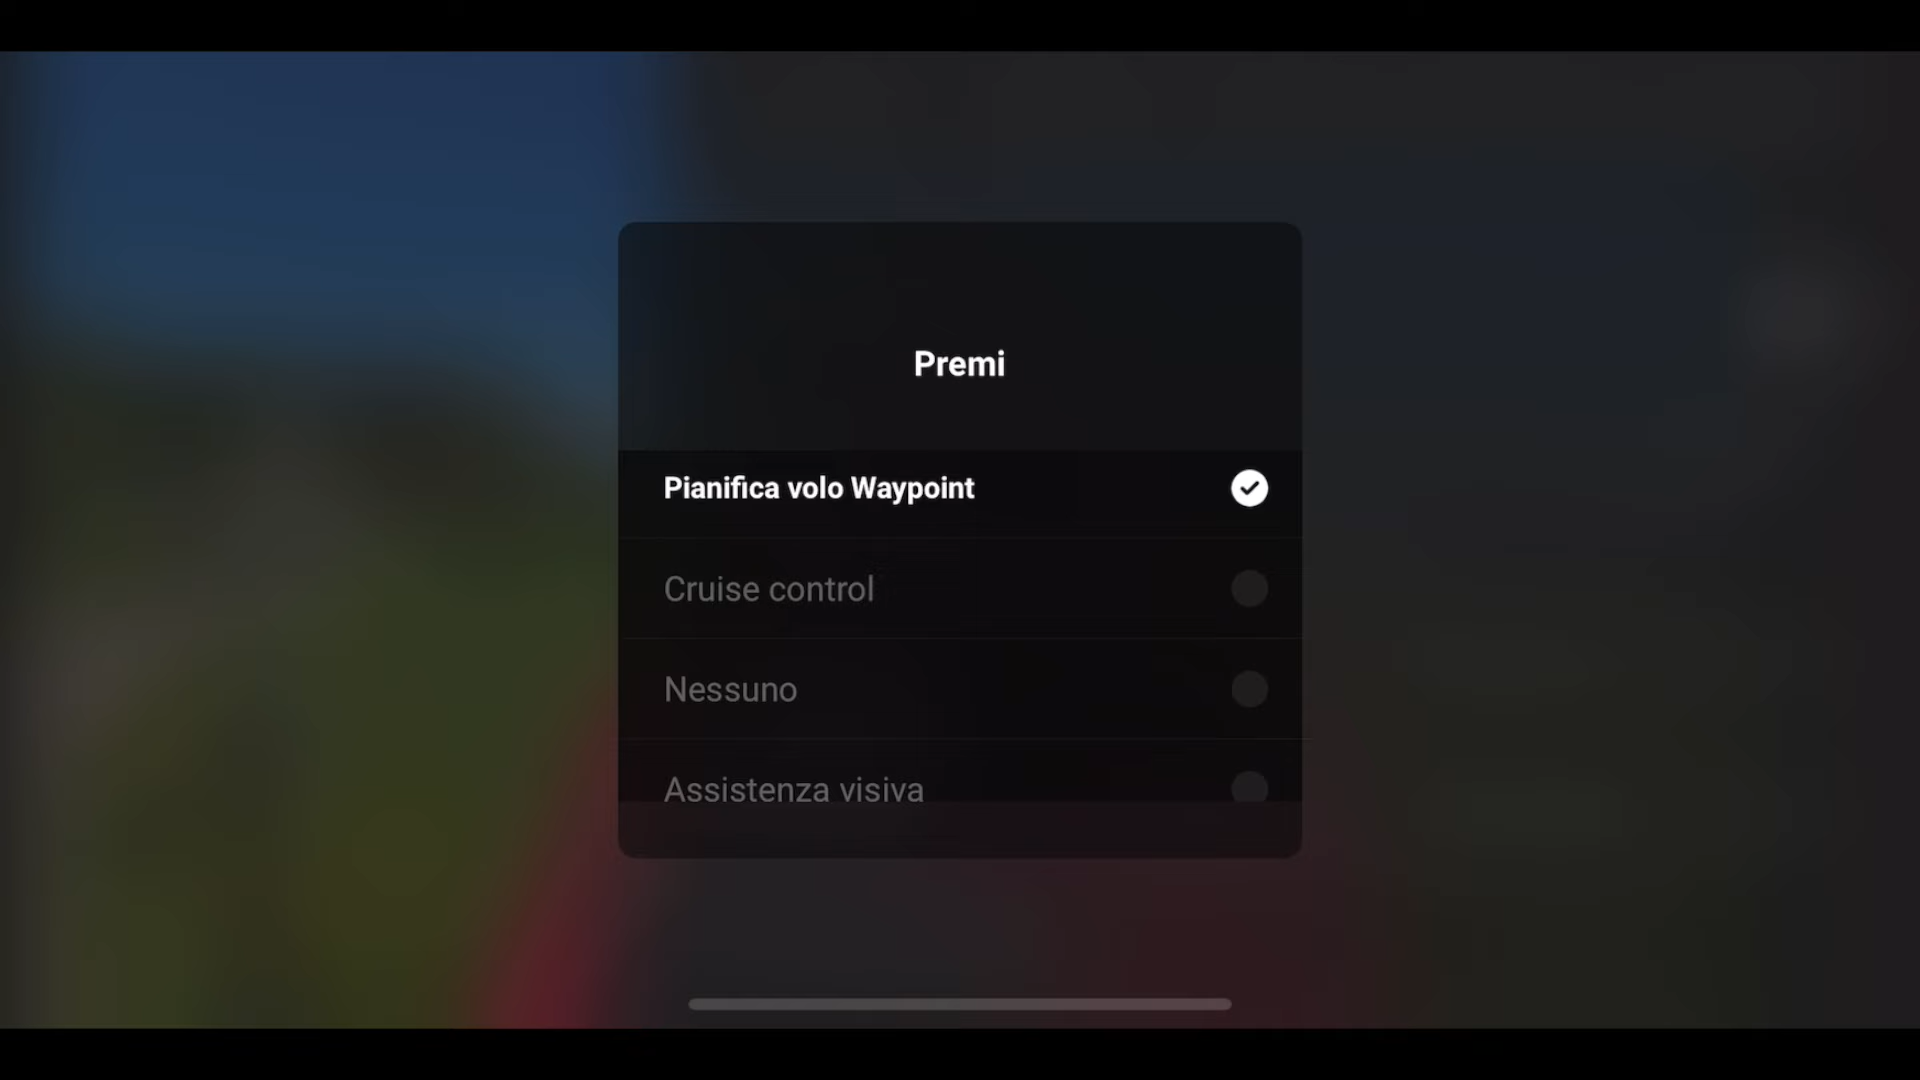 Premi
Pianifica volo Waypoint
Cruise control
Nessuno
Assistenza visiva